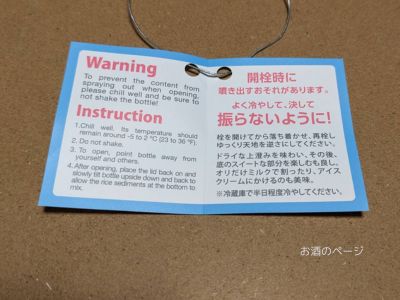 Warning
To prevent the content from
spraying out when opening,
please chill well and be sure to
not shake the bottle!
Instruction
1.Chill well. Its temperature should
remain around -5 to 2 °C (23 to 36 °F).
2. Do not shake.
3. To open, point bottle away from
yourself and others.
4. After opening, place the lid back on and
slowly tilt bottle upside down and back to
allow the rice sediments at the bottom to
mix.
開栓時に
噴き出すおそれがあります。
よく冷やして、決して
振らないように!
栓を開けてから落ち着かせ、再栓し
ゆっくり天地を逆さにしてください。
ドライな上澄みを味わい、その後、
底のスイートな部分を楽しむも良し、
オリだけミルクで割ったり、アイス
クリームにかけるのも美味。
※冷蔵庫で半日程度冷やしてください。
お酒のページ